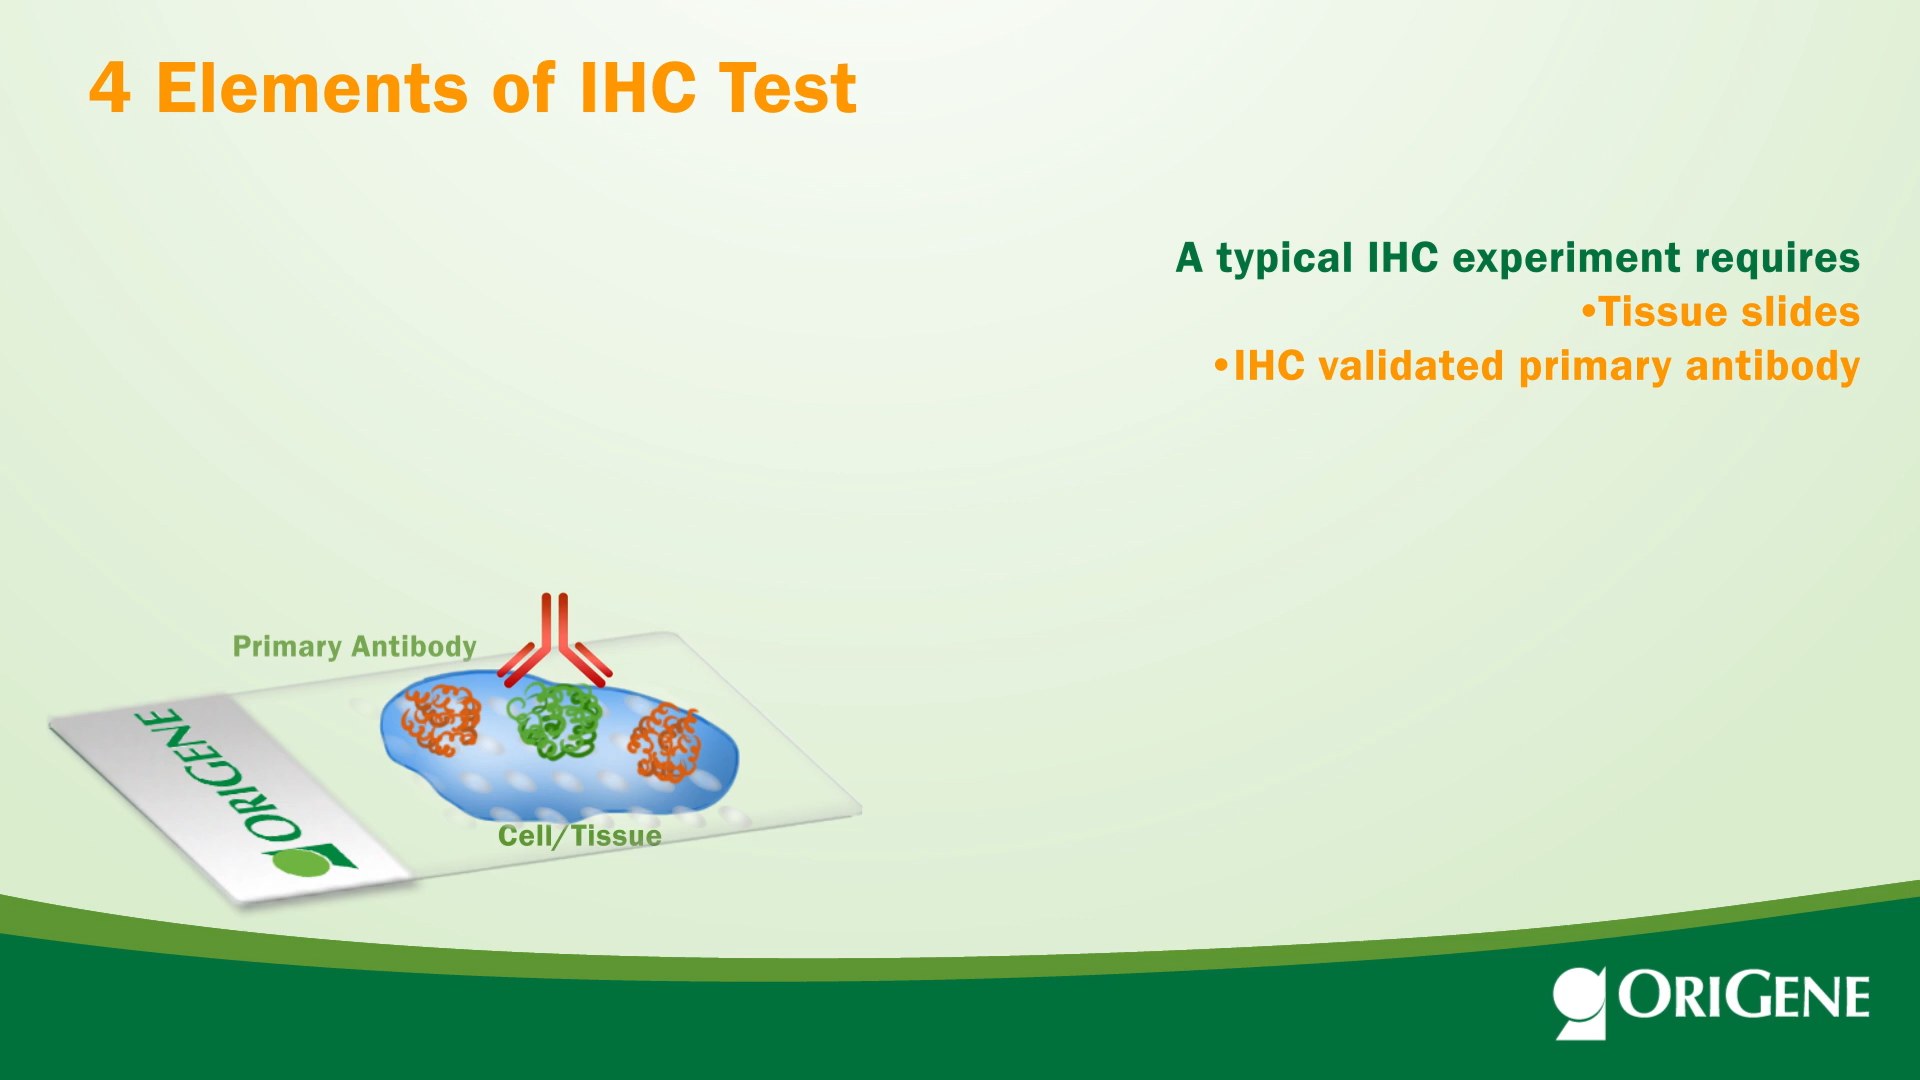 4 Elements of IHC Test
A typical IHC experiment requires
•Tissue slides
•IHC validated primary antibody
Primary Antibody
ORIGENE
Cell/Tissue
ORIGENE